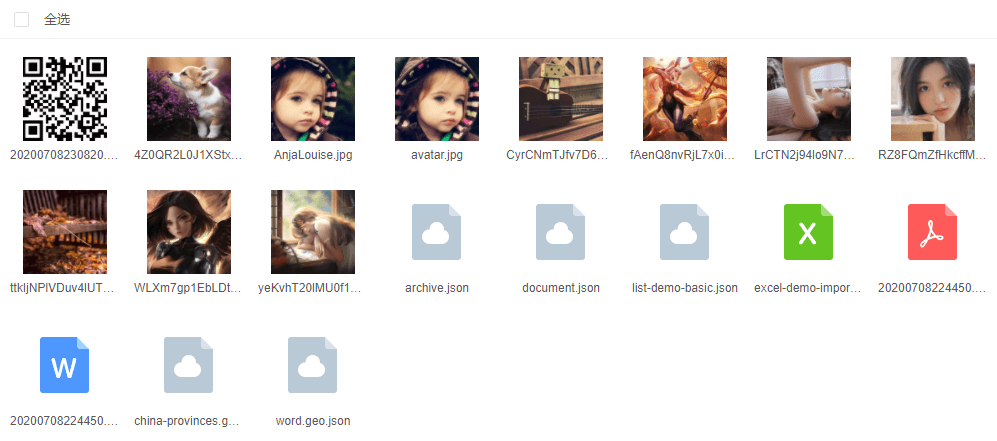 全选
20200708230820....
4Z0QR2L0J1XStx...
AnjaLouise.jpg
avatar.jpg
CyrCNmTJfv7D6...
fAenQ8nvRjL7x0i...
LrCTN2j94lo9N7...
RZ8FQmZfHkcffM...
ttkljNPlVDuv4lUT...
WLXm7gp1EbLDt...
yeKvhT20lMU0f1...
archive.json
document.json
list-demo-basic.json
excel-demo-impor...
20200708224450....
20200708224450....
china-provinces.g...
word.geo.json